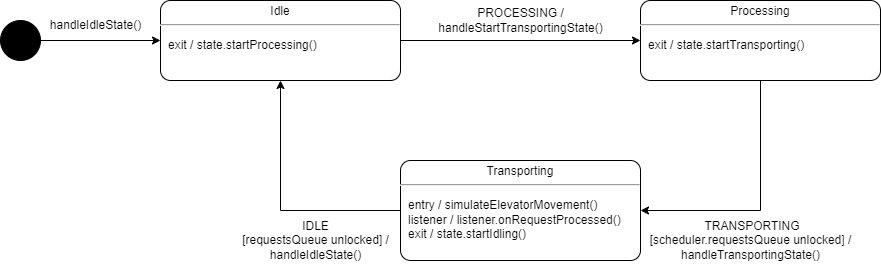 Idle
PROCESSING /
handleStartTransportingState()
Processing
handleIdleState()
exit / state.startProcessing()
exit / state.startTransporting()
Transporting
entry / simulateElevatorMovement()
listener / listener.onRequestProcessed()
exit / state.startIdling()
IDLE
[requestsQueue unlocked] /
handleIdleState()
TRANSPORTING
[scheduler.requestsQueue unlocked] /
handleTransportingState()